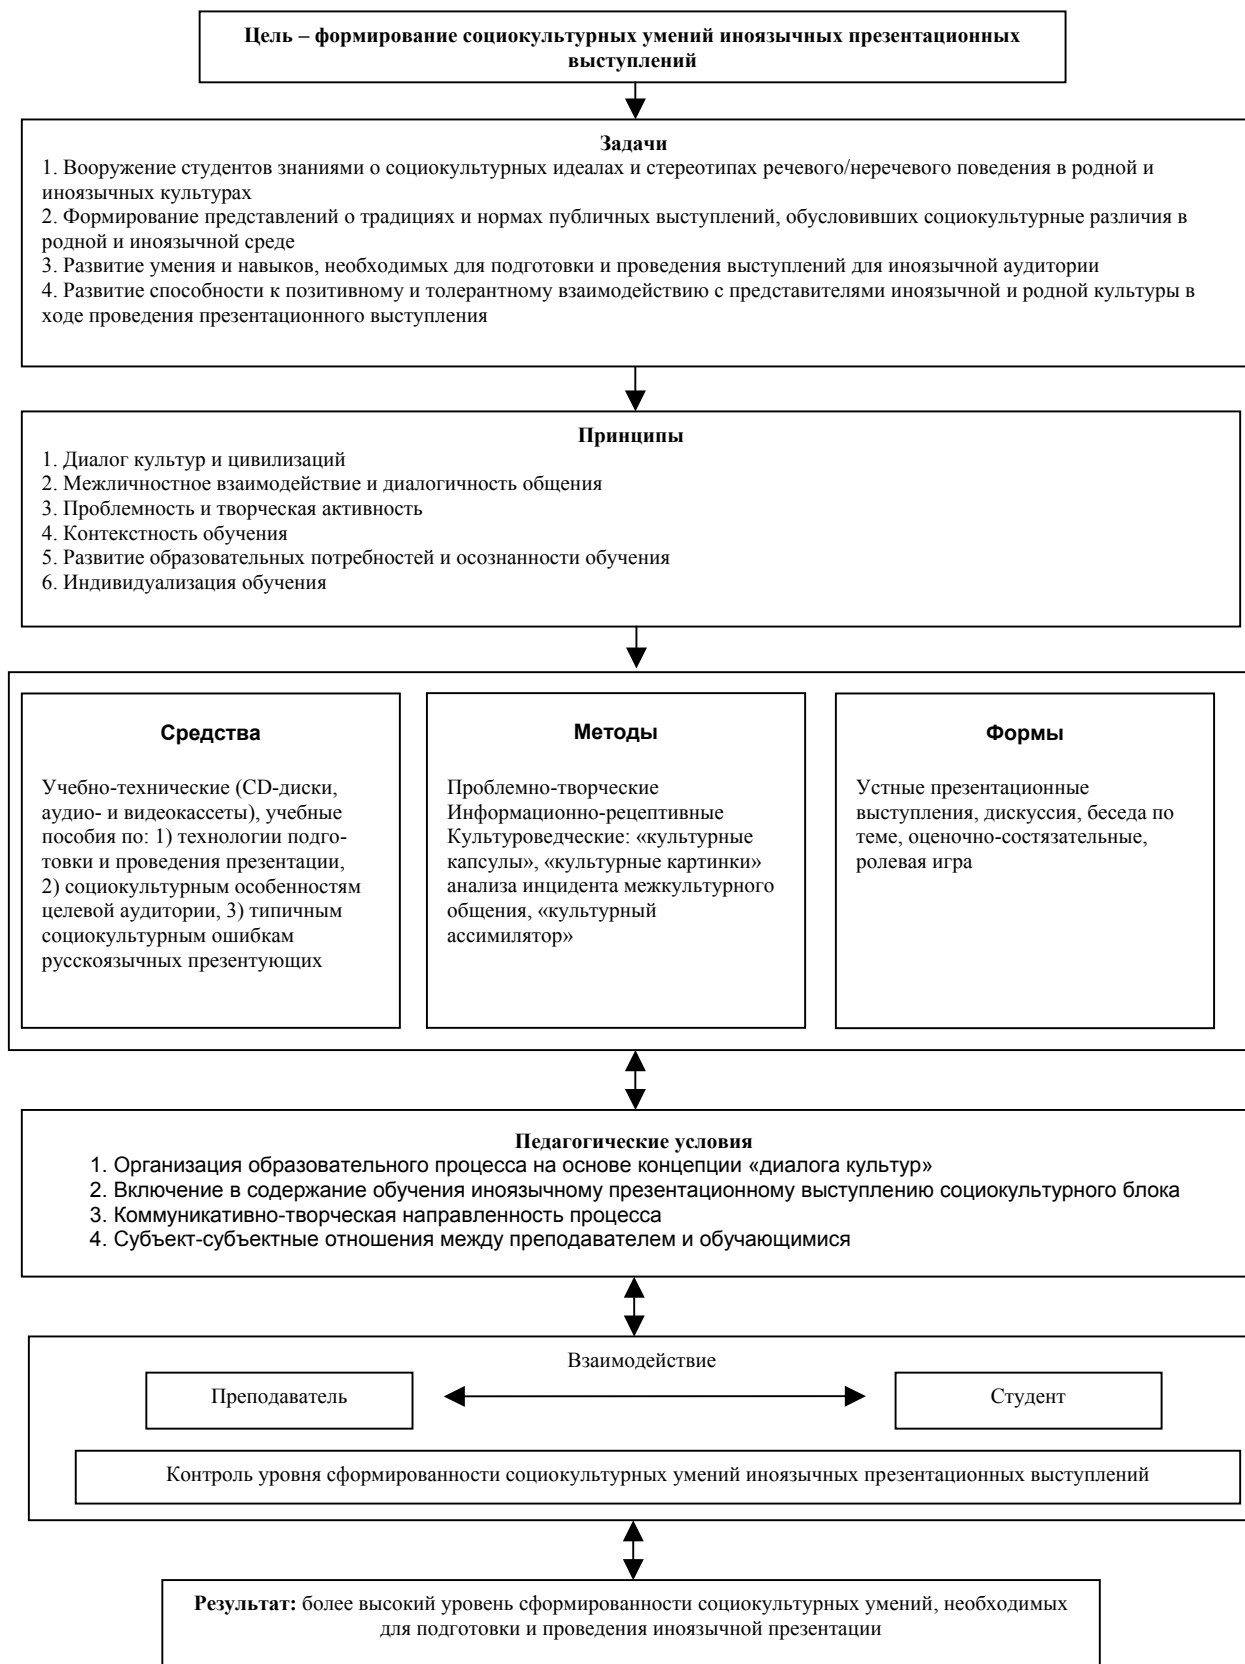 Цель – формирование социокультурных умений иноязычных презентационных
выступлений
Задачи
1. Вооружение студентов знаниями о социокультурных идеалах и стереотипах речевого/неречевого поведения в родной и
иноязычных культурах
2. Формирование представлений о традициях и нормах публичных выступлений, обусловивших социокультурные различия в
родной и иноязычной среде
3. Развитие умения и навыков, необходимых для подготовки и проведения выступлений для иноязычной аудитории
4. Развитие способности к позитивному и толерантному взаимодействию с представителями иноязычной и родной культуры в
ходе проведения презентационного выступления
Принципы
1. Диалог культур и цивилизаций
2. Межличностное взаимодействие и диалогичность общения
3. Проблемность и творческая активность
4. Контекстность обучения
5. Развитие образовательных потребностей и осознанности обучения
6. Индивидуализация обучения
Средства
Учебно-технические (CD-диски,
аудио- и видеокассеты), учебные
пособия по: 1) технологии подго-
товки и проведения презентации,
2) социокультурным особенностям
целевой аудитории, 3) типичным
социокультурным ошибкам
русскоязычных презентующих
Методы
Проблемно-творческие
Информационно-рецептивные
Культуроведческие: «культурные
капсулы», «культурные картинки»
анализа инцидента межкультурного
общения, «культурный
ассимилятор»
Формы
Устные презентационные
выступления, дискуссия, беседа по
теме, оценочно-состязательные,
ролевая игра
Педагогические условия
1. Организация образовательного процесса на основе концепции «диалога культур»
2. Включение в содержание обучения иноязычному презентационному выступлению социокультурного блока
3. Коммуникативно-творческая направленность процесса
4. Субъект-субъектные отношения между преподавателем и обучающимися
Взаимодействие
Преподаватель
Студент
Контроль уровня сформированности социокультурных умений иноязычных презентационных выступлений
Результат: более высокий уровень сформированности социокультурных умений, необходимых
для подготовки и проведения иноязычной презентации